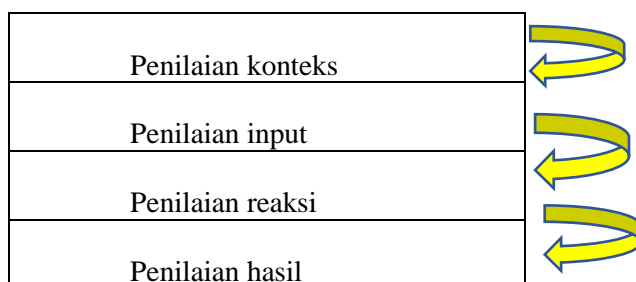 Penilaian konteks
Penilaian input
Penilaian reaksi
Penilaian hasil